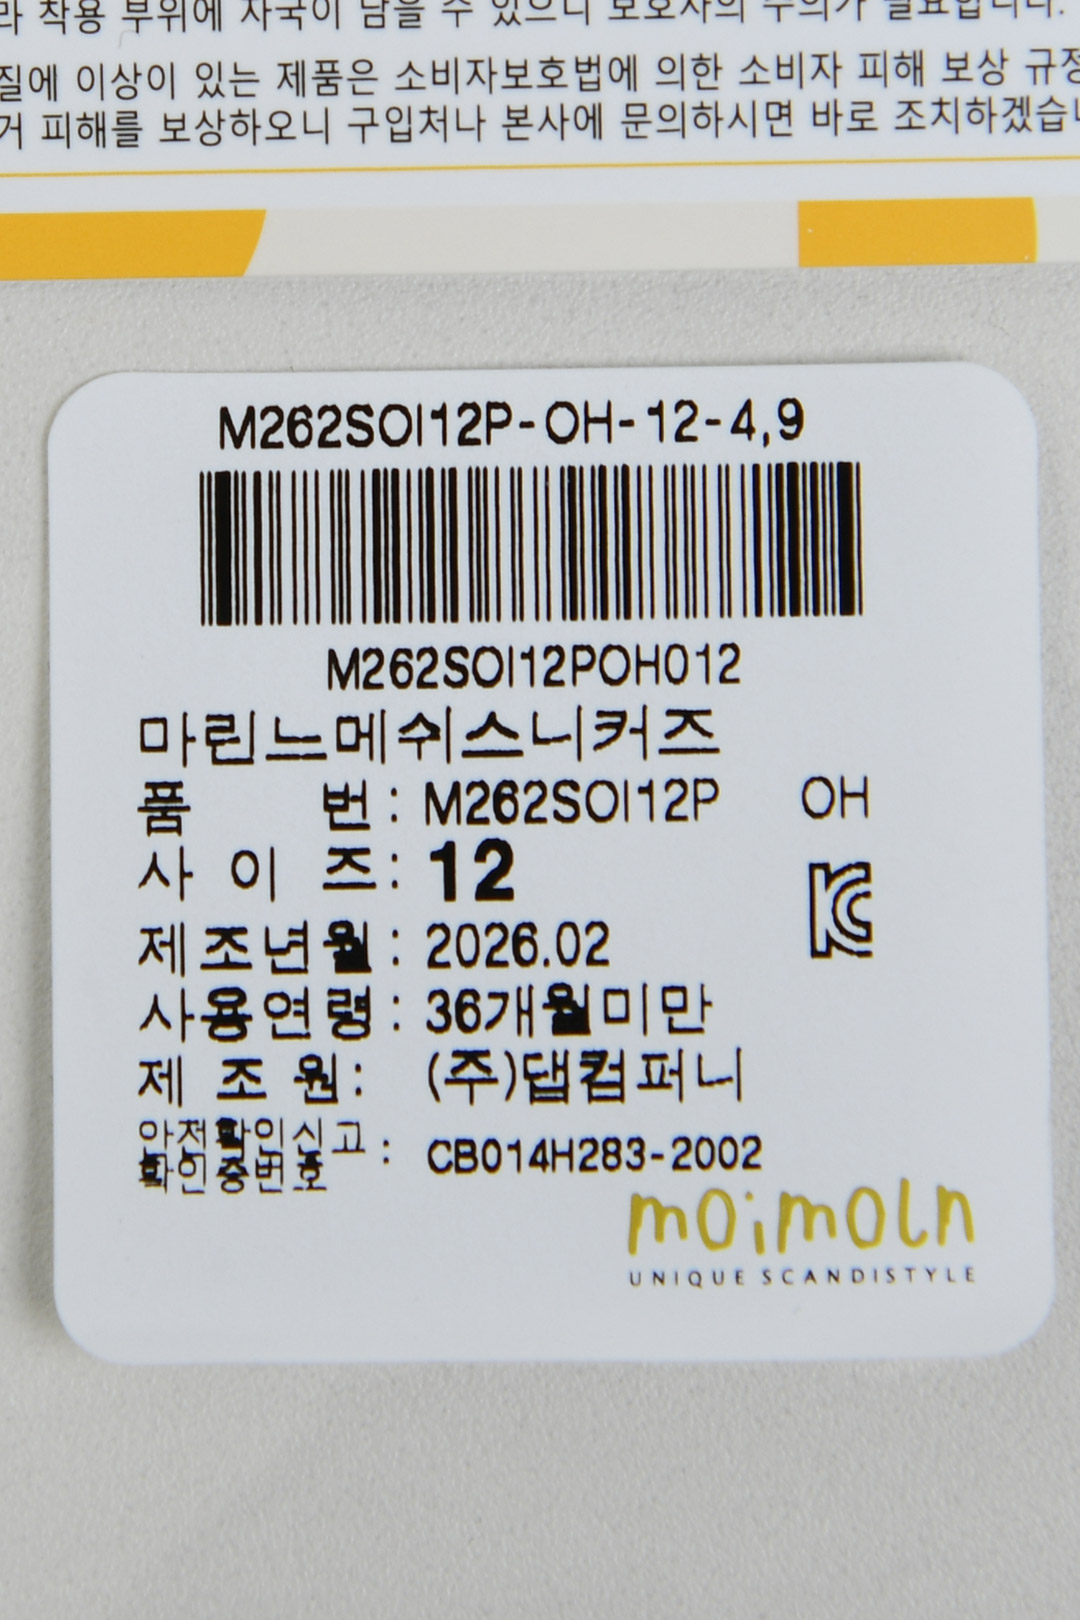 라 착용 부위에 자국이 남을 수 있으니 보호자의 주의가 필요합니다.
질에 이상이 있는 제품은 소비자보호법에 의한 소비자 피해 보상 규정
거 피해를 보상하오니 구입처나 본사에 문의하시면 바로 조치하겠습니
M262SOI12P-OH-12-4,9
M262SOI12POH012
마린느메쉬스니커즈
품 번 : M262SOI12P OH
사 이 즈 : 12
제조년월 : 2026.02
사용연령 : 36개월미만
제 조 원 : (주)댑컴퍼니
안전확인신고
확인증번호 : CB014H283-2002
moimoln
UNIQUE SCANDISTYLE